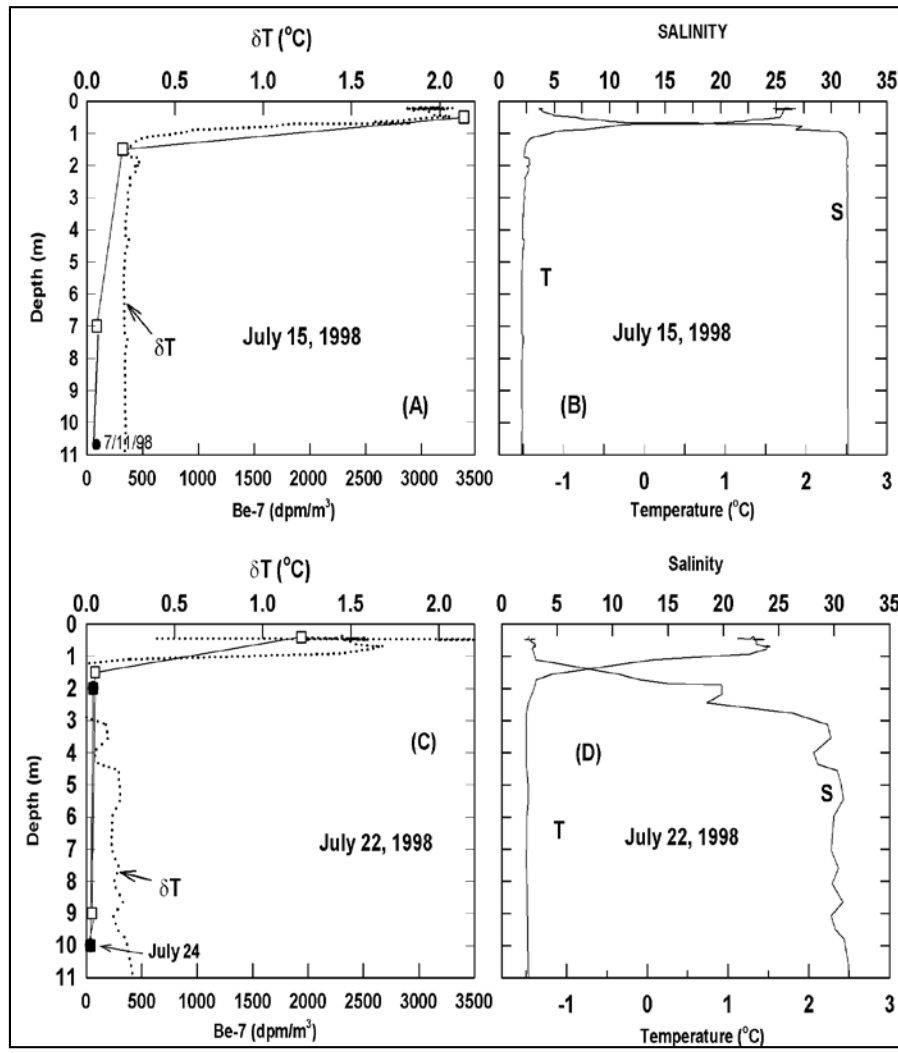 δT (°C)
0.0 0.5 1.0 1.5 2.0
0
1
2
3
4
5
6
7
8
9
10
11
Depth (m)
δT
July 15, 1998
(A)
7/11/98
0 500 1000 1500 2000 2500 3000 3500
Be-7 (dpm/m³)
SALINITY
0 5 10 15 20 25 30 35
S
T
July 15, 1998
(B)
-1 0 1 2 3
Temperature (°C)
δT (°C)
0.0 0.5 1.0 1.5 2.0
0
1
2
3
4
5
6
7
8
9
10
11
Depth (m)
(C)
July 22, 1998
δT
July 24
0 500 1000 1500 2000 2500 3000 3500
Be-7 (dpm/m³)
Salinity
0 5 10 15 20 25 30 35
(D)
S
T
July 22, 1998
-1 0 1 2 3
Temperature (°C)